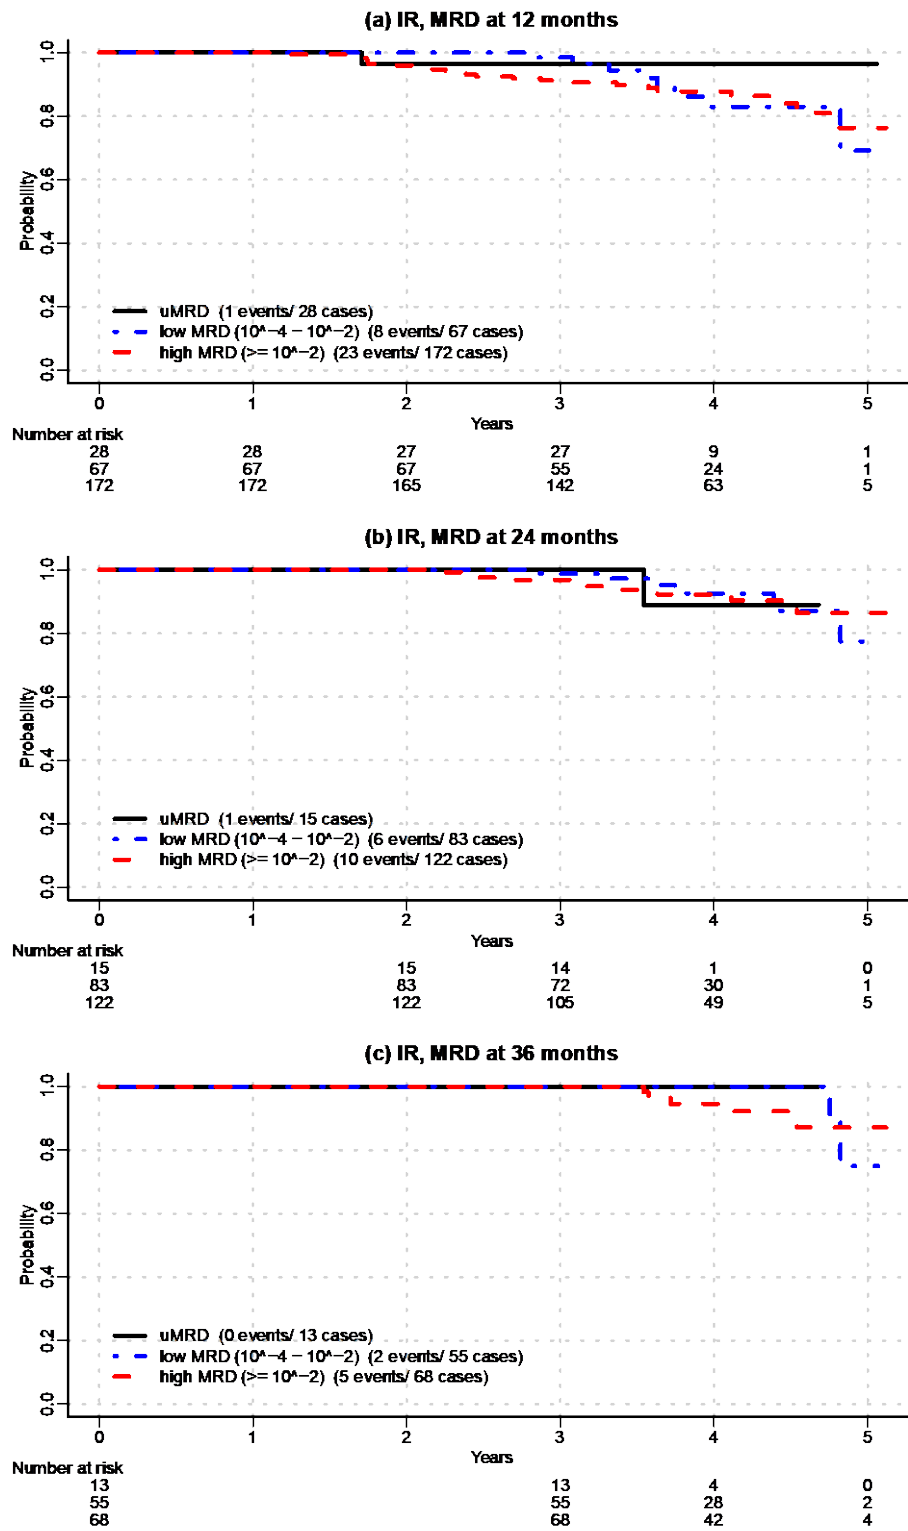 (a) IR, MRD at 12 months
Probability
0.0 0.2 0.4 0.6 0.8 1.0
uMRD (1 events/ 28 cases)
low MRD (10^−4 − 10^−2) (8 events/ 67 cases)
high MRD (>= 10^−2) (23 events/ 172 cases)
0 1 2 3 4 5
Years
Number at risk
28 28 27 27 9 1
67 67 67 55 24 1
172 172 165 142 63 5
(b) IR, MRD at 24 months
Probability
0.0 0.2 0.4 0.6 0.8 1.0
uMRD (1 events/ 15 cases)
low MRD (10^−4 − 10^−2) (6 events/ 83 cases)
high MRD (>= 10^−2) (10 events/ 122 cases)
0 1 2 3 4 5
Years
Number at risk
15 15 14 1 0
83 83 72 30 1
122 122 105 49 5
(c) IR, MRD at 36 months
Probability
0.0 0.2 0.4 0.6 0.8 1.0
uMRD (0 events/ 13 cases)
low MRD (10^−4 − 10^−2) (2 events/ 55 cases)
high MRD (>= 10^−2) (5 events/ 68 cases)
0 1 2 3 4 5
Years
Number at risk
13 13 4 0
55 55 28 2
68 68 42 4